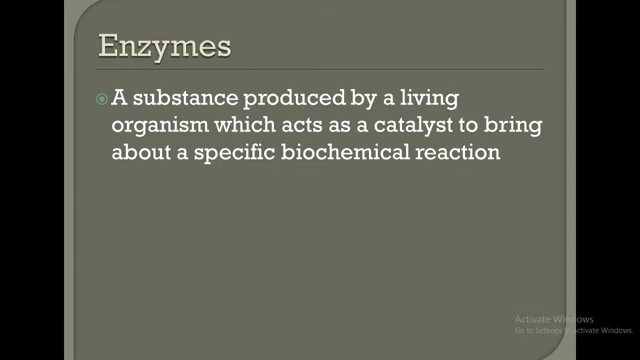 Enzymes
A substance produced by a living
organism which acts as a catalyst to bring
about a specific biochemical reaction
Activate Windows
Go to Settings to activate Windows.